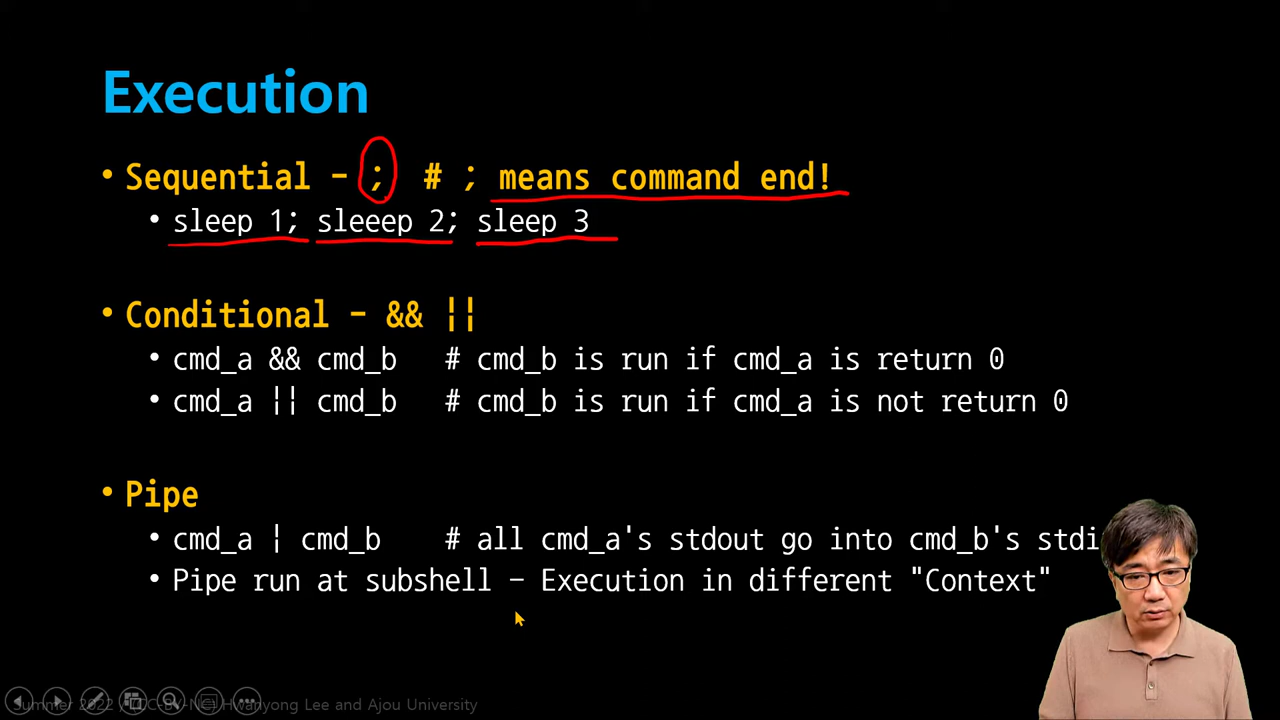 Execution
• Sequential - ;  # ; means command end!
• sleep 1; sleeep 2; sleep 3
• Conditional - && ||
• cmd_a && cmd_b   # cmd_b is run if cmd_a is return 0
• cmd_a || cmd_b   # cmd_b is run if cmd_a is not return 0
• Pipe
• cmd_a | cmd_b    # all cmd_a's stdout go into cmd_b's stdi
• Pipe run at subshell - Execution in different "Context"
Summer 2022 / (CC-BY-NC) Hwanyong Lee and Ajou University